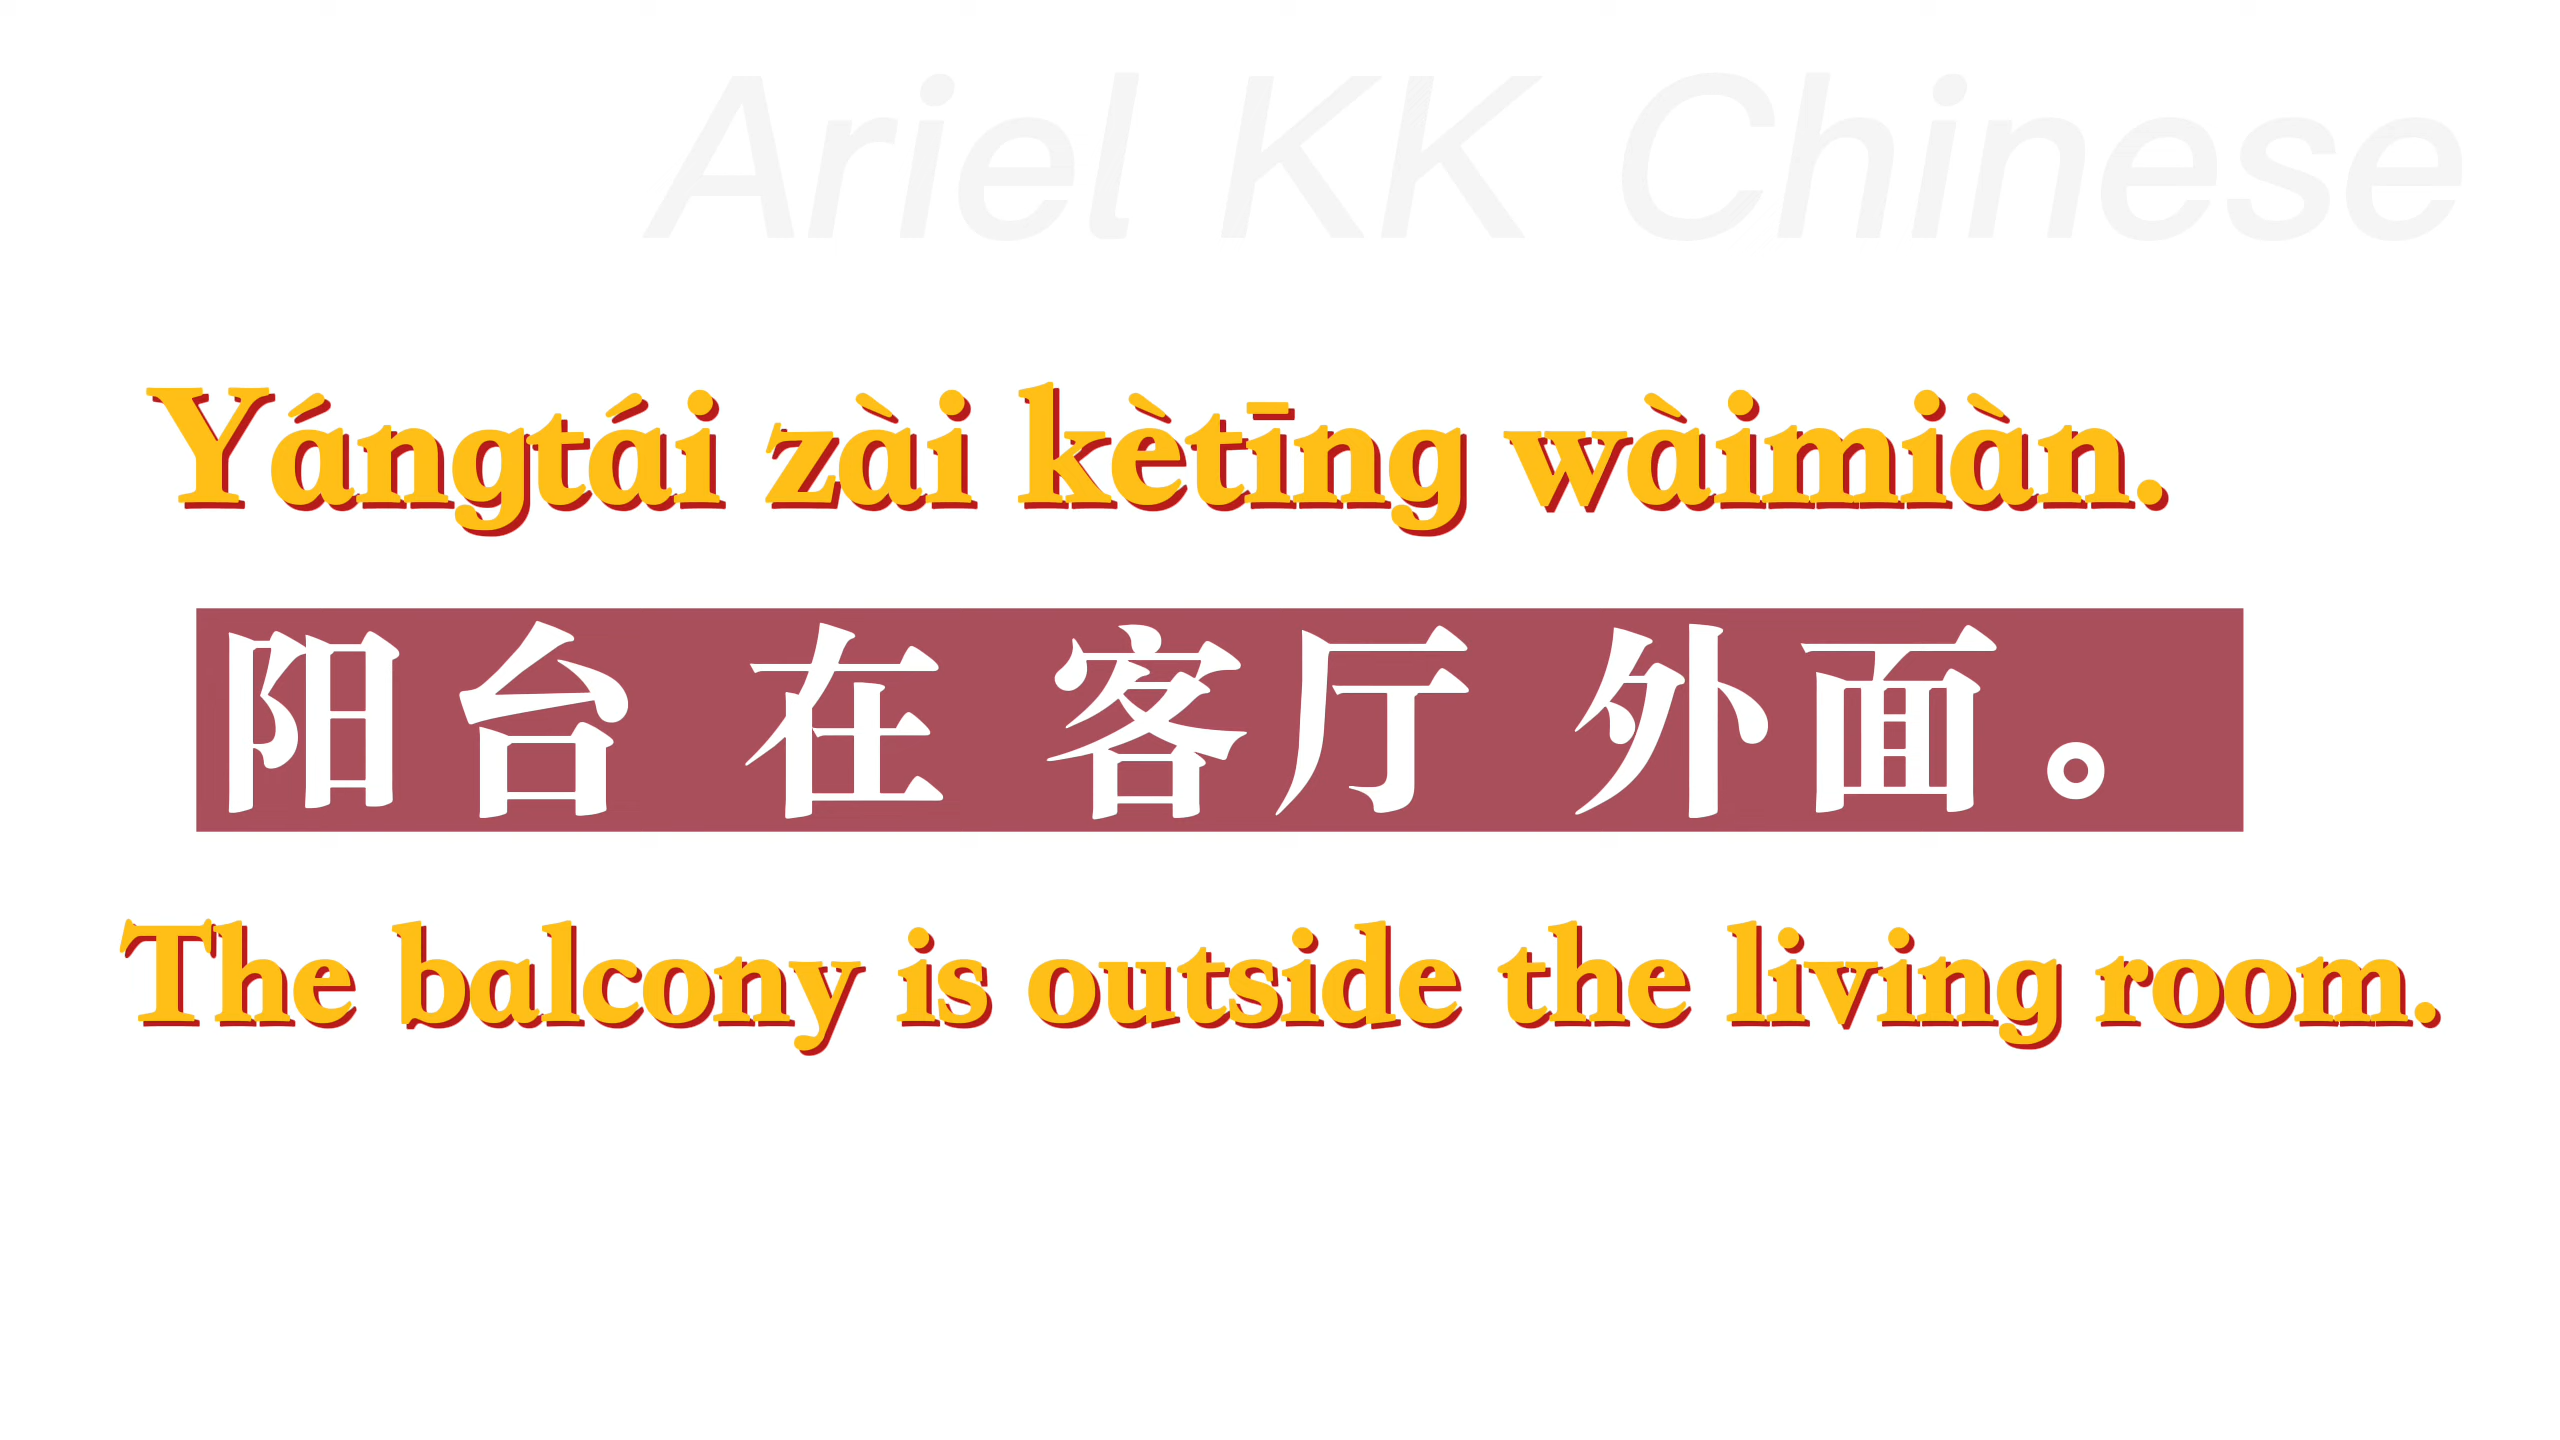 Ariel KK Chinese
Yángtái zài kètīng wàimiàn.
阳台 在 客厅 外面。
The balcony is outside the living room.